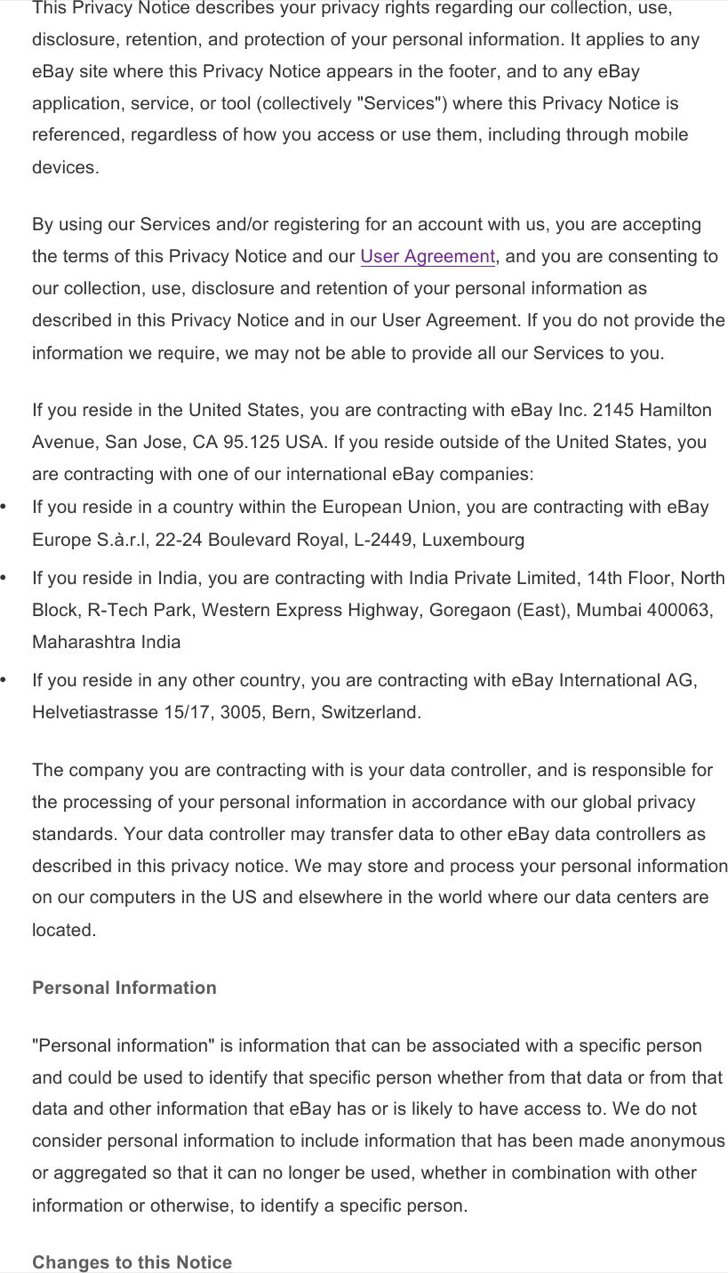 This Privacy Notice describes your privacy rights regarding our collection, use,
disclosure, retention, and protection of your personal information. It applies to any
eBay site where this Privacy Notice appears in the footer, and to any eBay
application, service, or tool (collectively "Services") where this Privacy Notice is
referenced, regardless of how you access or use them, including through mobile
devices.
By using our Services and/or registering for an account with us, you are accepting
the terms of this Privacy Notice and our User Agreement, and you are consenting to
our collection, use, disclosure and retention of your personal information as
described in this Privacy Notice and in our User Agreement. If you do not provide the
information we require, we may not be able to provide all our Services to you.
If you reside in the United States, you are contracting with eBay Inc. 2145 Hamilton
Avenue, San Jose, CA 95.125 USA. If you reside outside of the United States, you
are contracting with one of our international eBay companies:
• If you reside in a country within the European Union, you are contracting with eBay
Europe S.à.r.l, 22-24 Boulevard Royal, L-2449, Luxembourg
• If you reside in India, you are contracting with India Private Limited, 14th Floor, North
Block, R-Tech Park, Western Express Highway, Goregaon (East), Mumbai 400063,
Maharashtra India
• If you reside in any other country, you are contracting with eBay International AG,
Helvetiastrasse 15/17, 3005, Bern, Switzerland.
The company you are contracting with is your data controller, and is responsible for
the processing of your personal information in accordance with our global privacy
standards. Your data controller may transfer data to other eBay data controllers as
described in this privacy notice. We may store and process your personal information
on our computers in the US and elsewhere in the world where our data centers are
located.
Personal Information
"Personal information" is information that can be associated with a specific person
and could be used to identify that specific person whether from that data or from that
data and other information that eBay has or is likely to have access to. We do not
consider personal information to include information that has been made anonymous
or aggregated so that it can no longer be used, whether in combination with other
information or otherwise, to identify a specific person.
Changes to this Notice